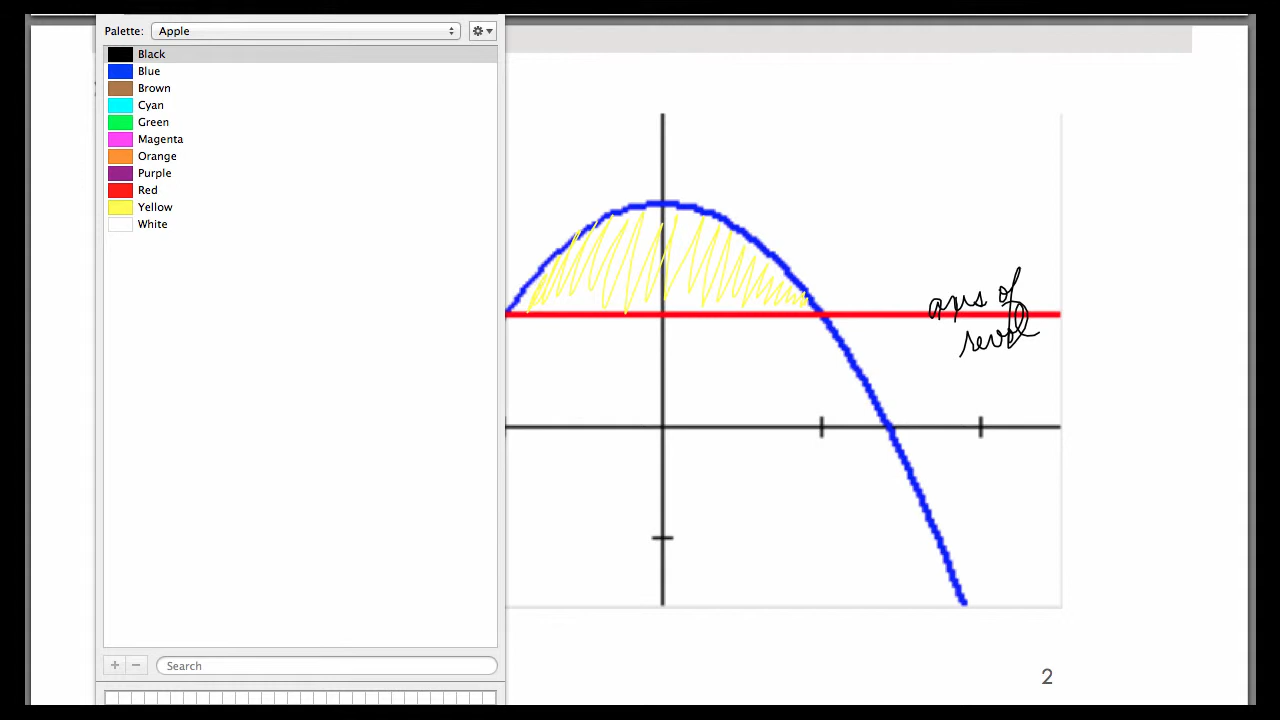 Palette:
Apple
Black
Blue
Brown
Cyan
Green
Magenta
Orange
Purple
Red
Yellow
White
Search
axis of
revol
2